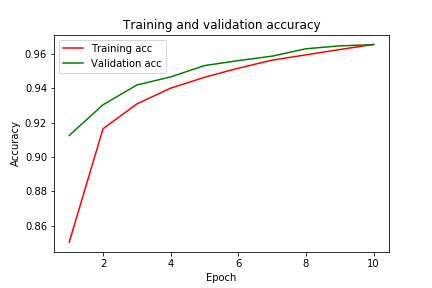 Training and validation accuracy
Training acc
Validation acc
0.96
0.94
0.92
0.90
0.88
0.86
Accuracy
2
4
6
8
10
Epoch